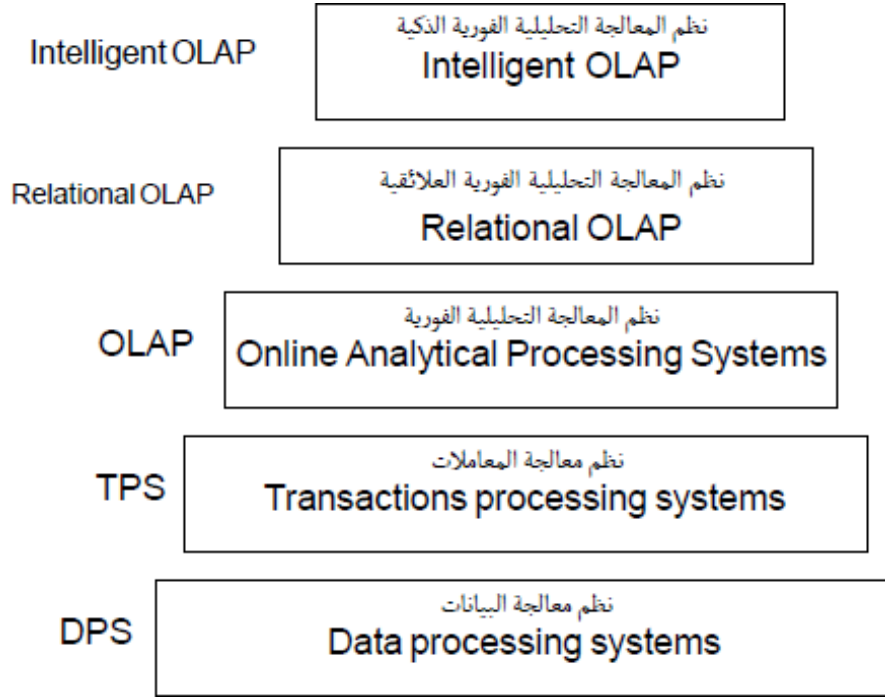 Intelligent OLAP
نظم المعالجة التحليلية الفورية الذكية
Intelligent OLAP
Relational OLAP
نظم المعالجة التحليلية الفورية العلائقية
Relational OLAP
OLAP
نظم المعالجة التحليلية الفورية
Online Analytical Processing Systems
TPS
نظم معالجة المعاملات
Transactions processing systems
DPS
نظم معالجة البيانات
Data processing systems